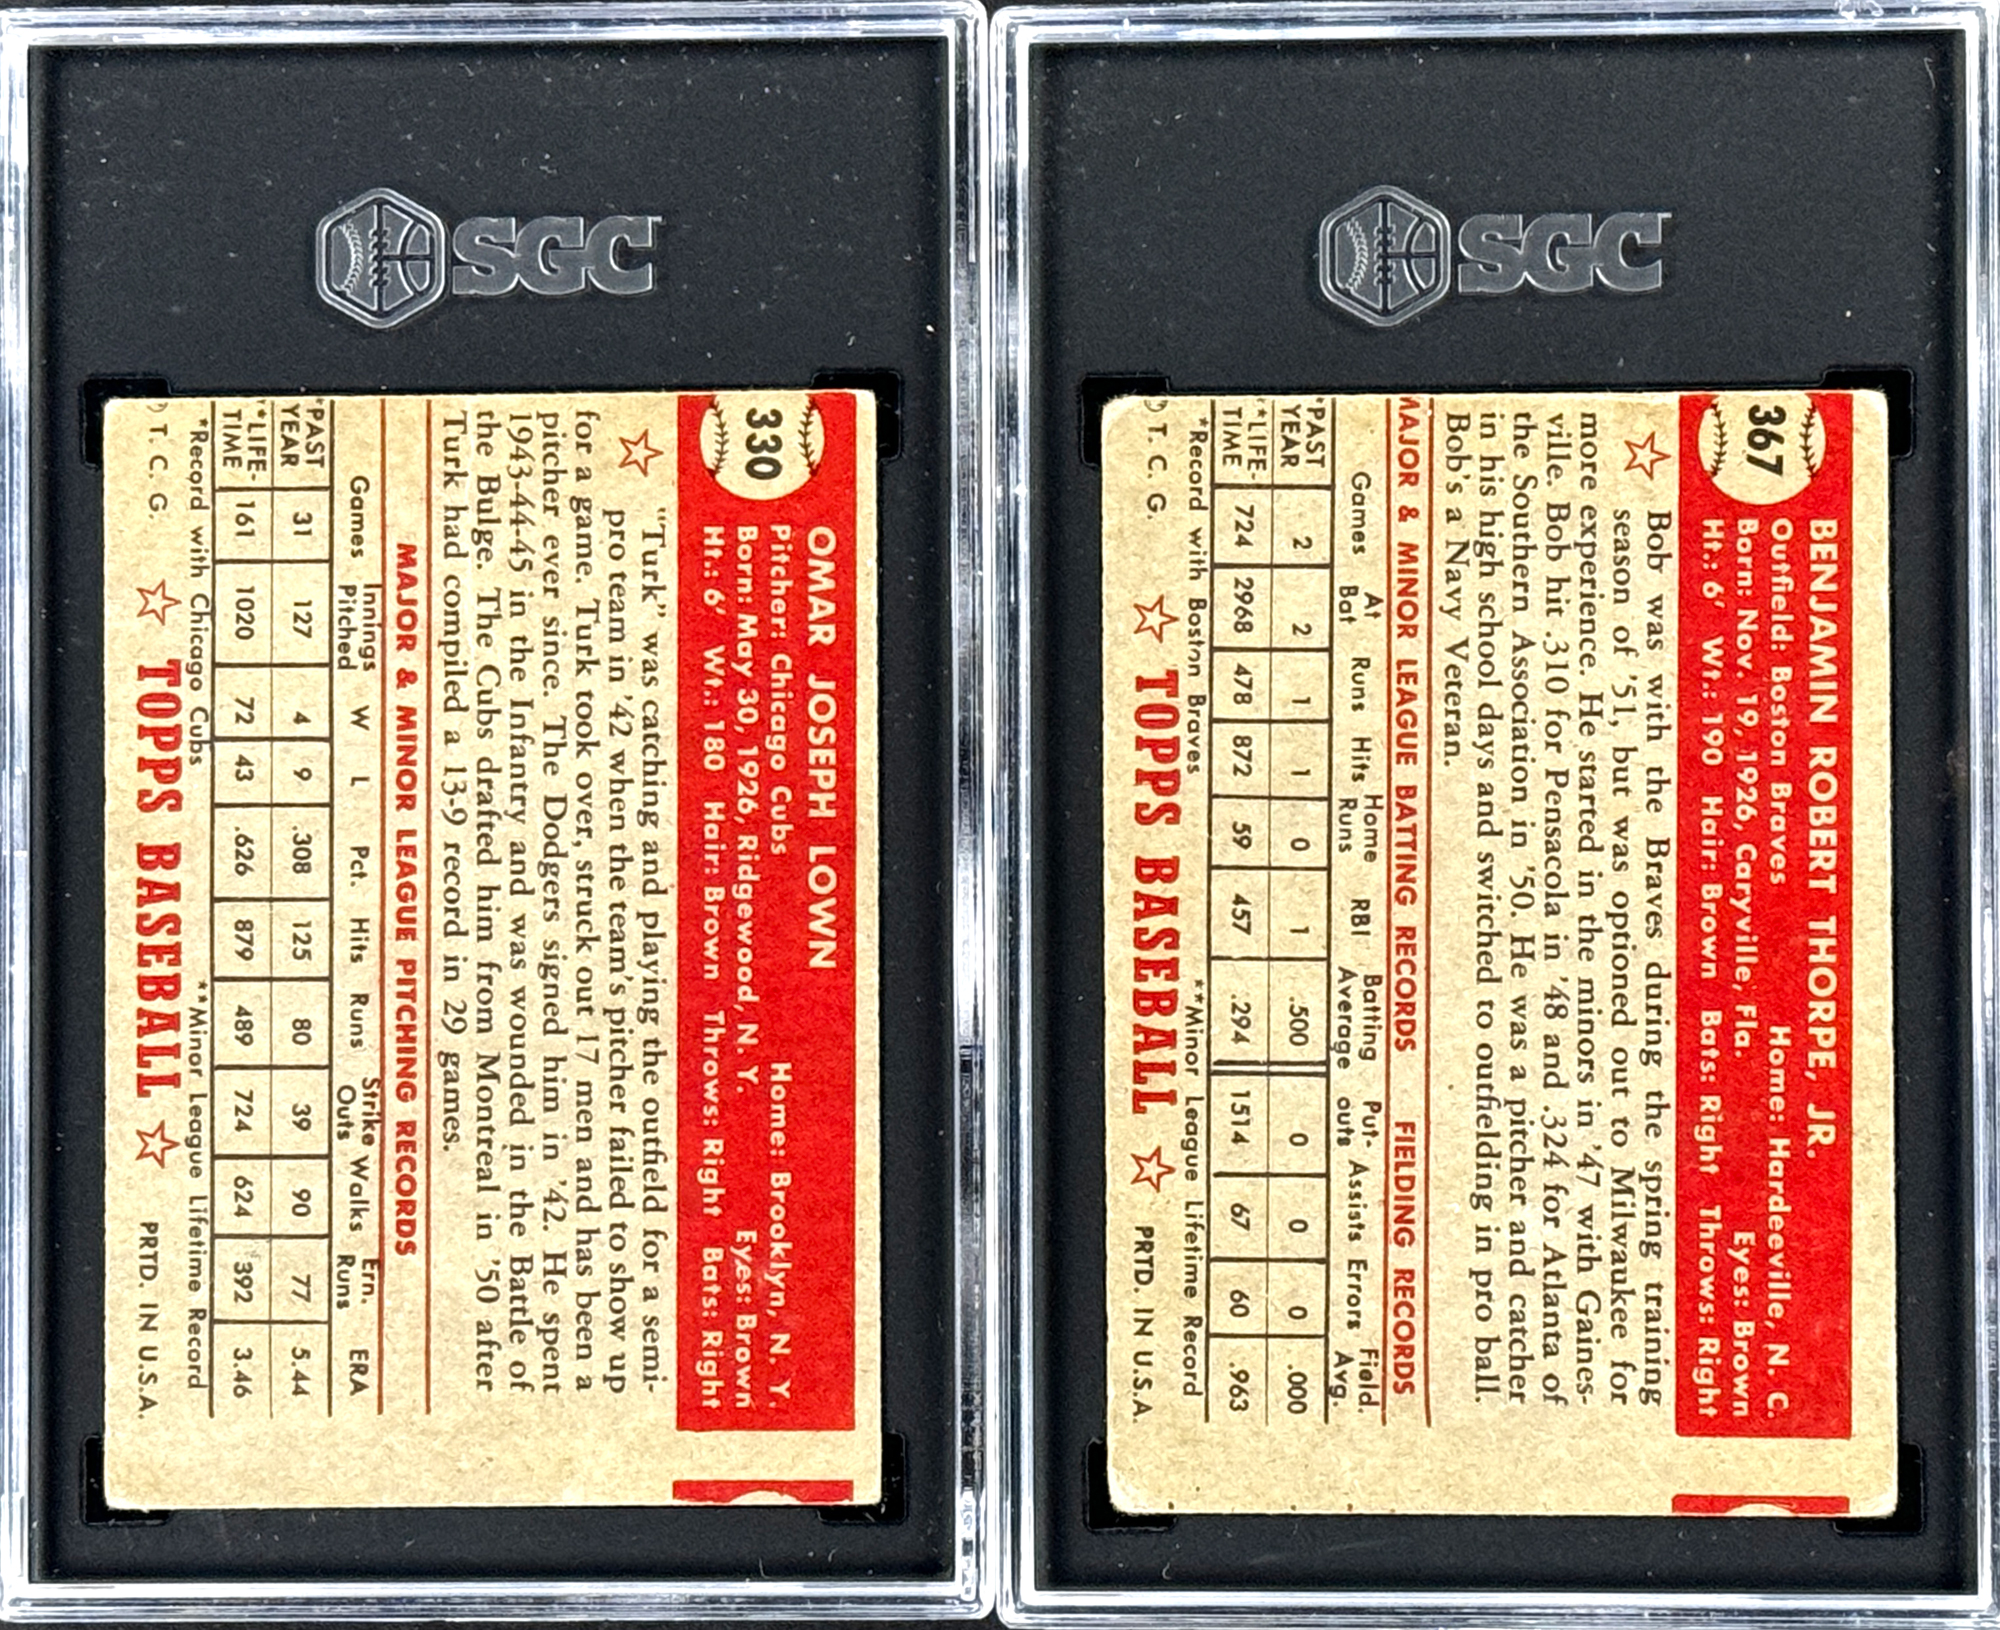 SGC
330
OMAR JOSEPH LOWN
Pitcher: Chicago Cubs Home: Brooklyn, N. Y.
Born: May 30, 1926, Ridgewood, N. Y. Eyes: Brown
Ht.: 6' Wt.: 180 Hair: Brown Throws: Right Bats: Right
"Turk" was catching and playing the outfield for a semi-
pro team in '42 when the team's pitcher failed to show up
for a game. Turk took over, struck out 17 men and has been a
pitcher ever since. The Dodgers signed him in '42. He spent
1943-44-45 in the Infantry and was wounded in the Battle of
the Bulge. The Cubs drafted him from Montreal in '50 after
Turk had compiled a 13-9 record in 29 games.
MAJOR & MINOR LEAGUE PITCHING RECORDS
Games Innings Pitched W L Pct. Hits Runs Strike Outs Walks Ern. Runs ERA
*PAST YEAR 31 127 4 9 .308 125 80 39 90 77 5.44
**LIFE-TIME 161 1020 72 43 .626 879 489 724 624 392 3.46
*Record with Chicago Cubs **Minor League Lifetime Record
T. C. G. TOPPS BASEBALL PRTD. IN U.S.A.
SGC
367
BENJAMIN ROBERT THORPE, JR.
Outfield: Boston Braves Home: Hardeeville, N. C.
Born: Nov. 19, 1926, Caryville, Fla. Eyes: Brown
Ht.: 6' Wt.: 190 Hair: Brown Bats: Right Throws: Right
Bob was with the Braves during the spring training
season of '51, but was optioned out to Milwaukee for
more experience. He started in the minors in '47 with Gaines-
ville. Bob hit .310 for Pensacola in '48 and .324 for Atlanta of
the Southern Association in '50. He was a pitcher and catcher
in his high school days and switched to outfielding in pro ball.
Bob's a Navy Veteran.
MAJOR & MINOR LEAGUE BATTING RECORDS FIELDING RECORDS
Games At Bat Runs Hits Home Runs RBI Batting Average Put-outs Assists Errors Field. Avg.
*PAST YEAR 2 2 1 1 0 1 .500 0 0 0 .000
**LIFE-TIME 724 2968 478 872 59 457 .294 1514 67 60 .963
*Record with Boston Braves **Minor League Lifetime Record
T. C. G. TOPPS BASEBALL PRTD. IN U.S.A.